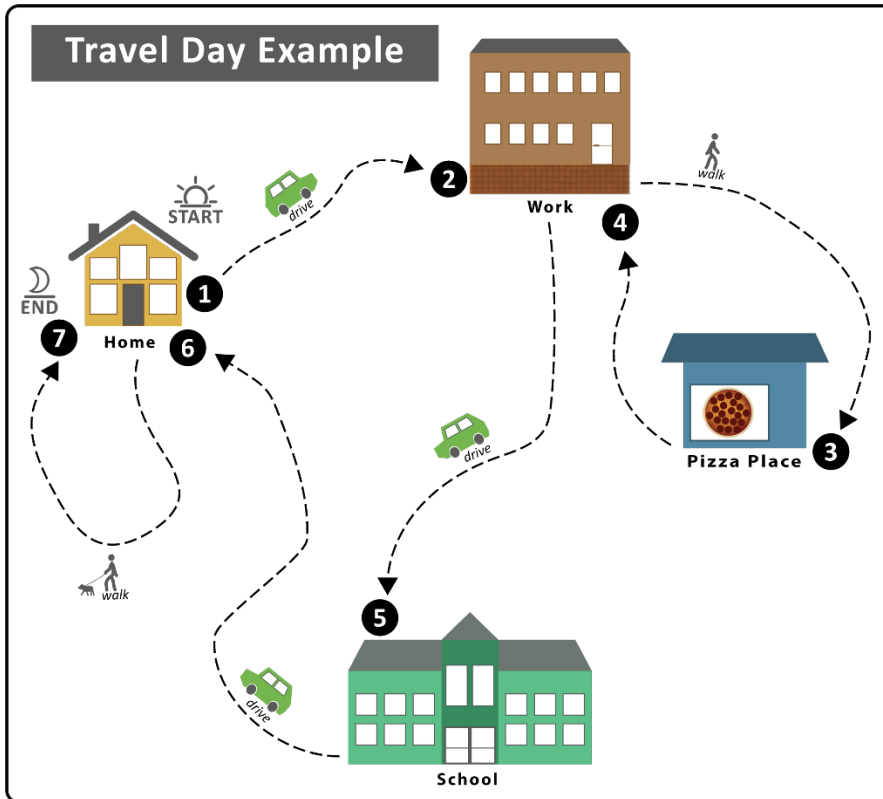 Travel Day Example
START
drive
2
Work
walk
4
1
END
7
Home
6
drive
3
Pizza Place
walk
5
drive
School